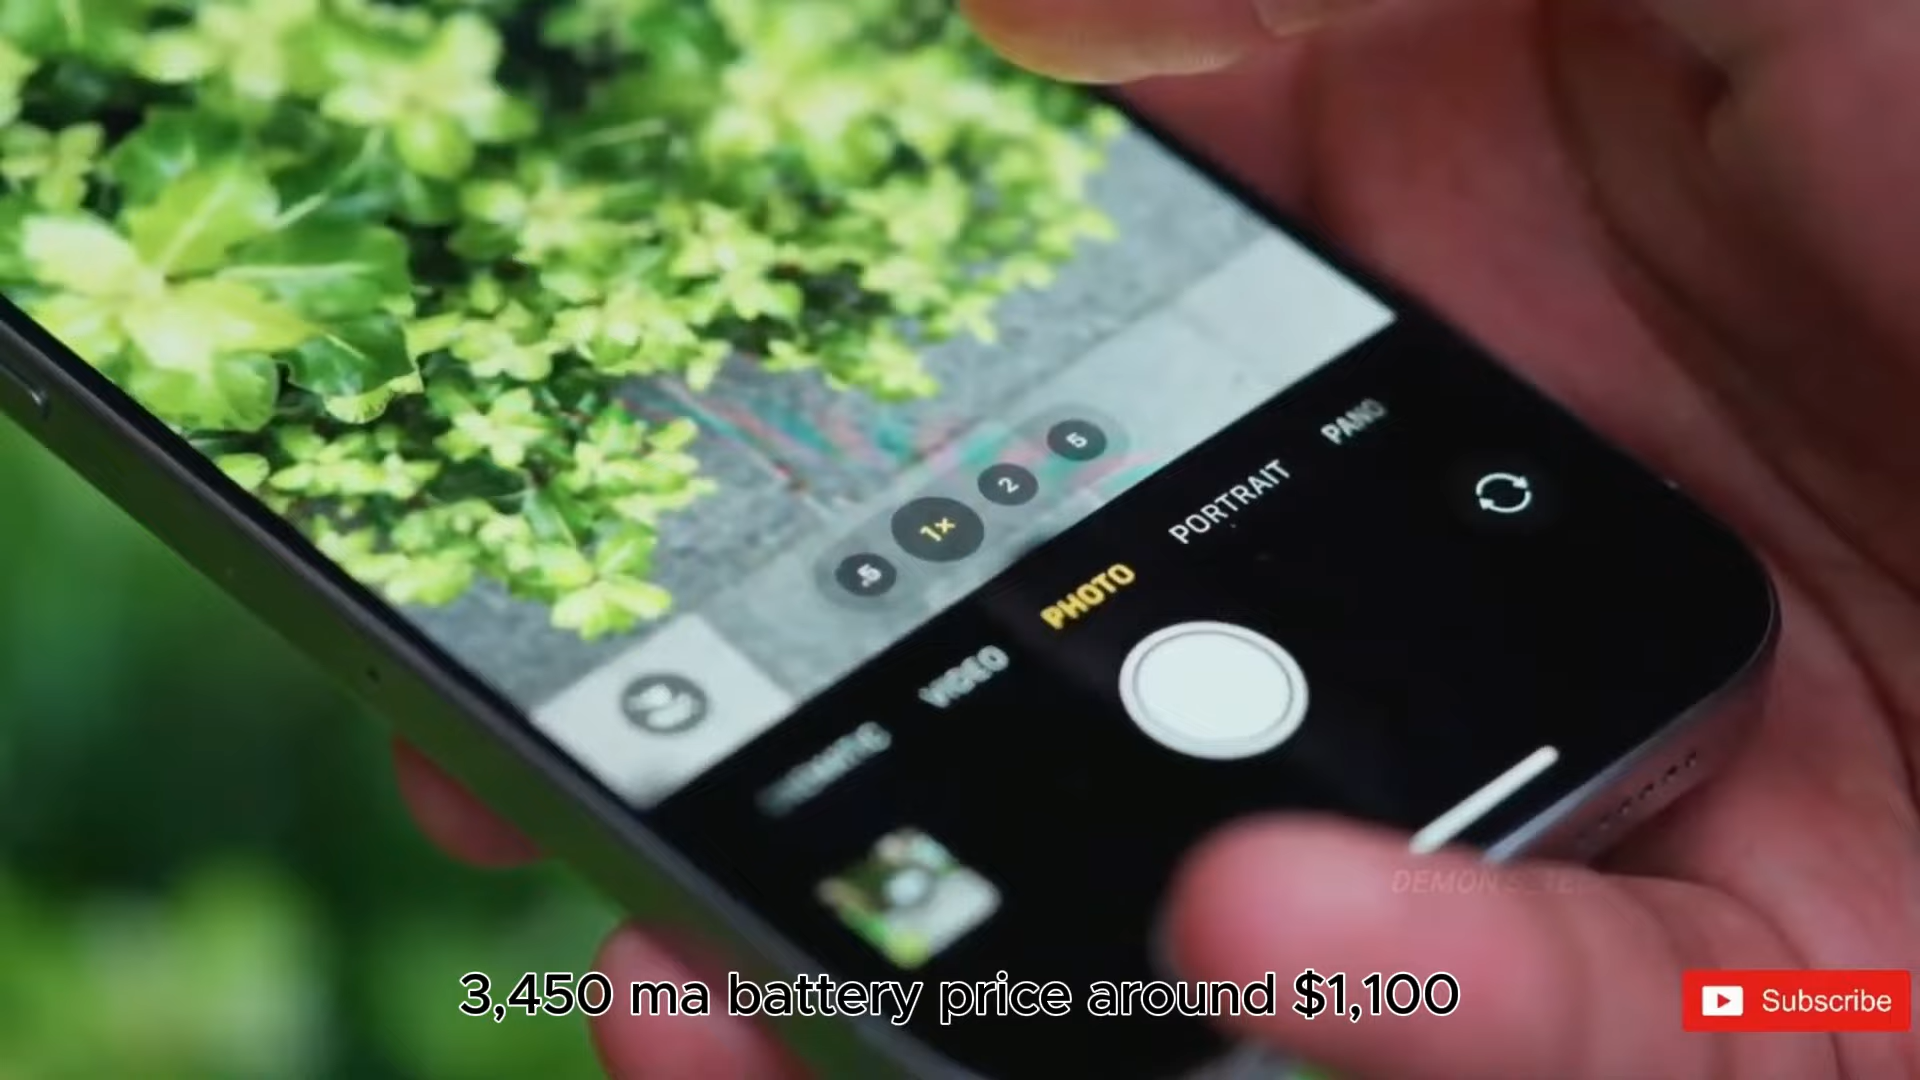 5
2
1×
.5
PANO
PORTRAIT
PHOTO
VIDEO
3,450 ma battery price around $1,100
Subscribe